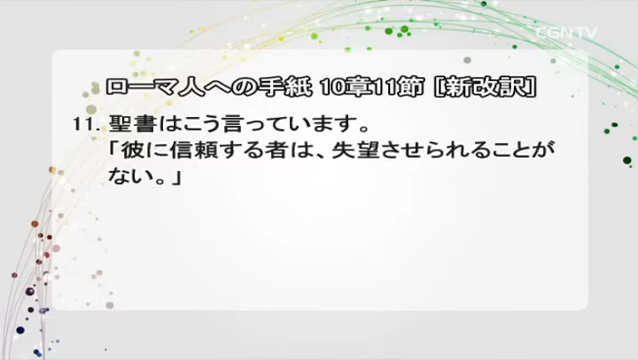 CGNTV
ローマ人への手紙 10章11節 [新改訳]
11. 聖書はこう言っています。
「彼に信頼する者は、失望させられることが
ない。」